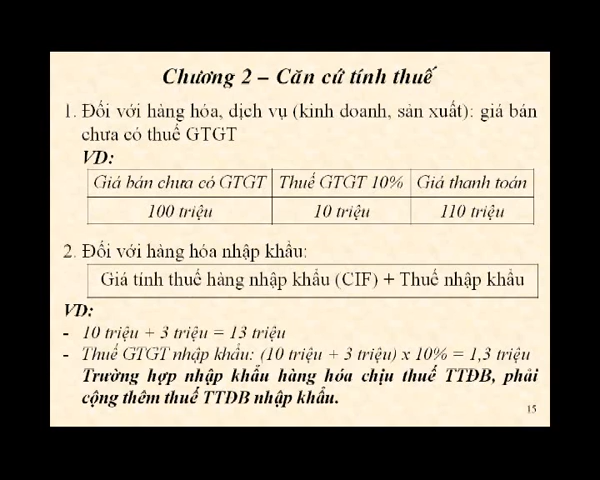 Chương 2 – Căn cứ tính thuế
1. Đối với hàng hóa, dịch vụ (kinh doanh, sản xuất): giá bán
chưa có thuế GTGT
VD:
Giá bán chưa có GTGT Thuế GTGT 10% Giá thanh toán
100 triệu 10 triệu 110 triệu
2. Đối với hàng hóa nhập khẩu:
Giá tính thuế hàng nhập khẩu (CIF) + Thuế nhập khẩu
VD:
- 10 triệu + 3 triệu = 13 triệu
- Thuế GTGT nhập khẩu: (10 triệu + 3 triệu) x 10% = 1,3 triệu
Trường hợp nhập khẩu hàng hóa chịu thuế TTĐB, phải
cộng thêm thuế TTĐB nhập khẩu.
15